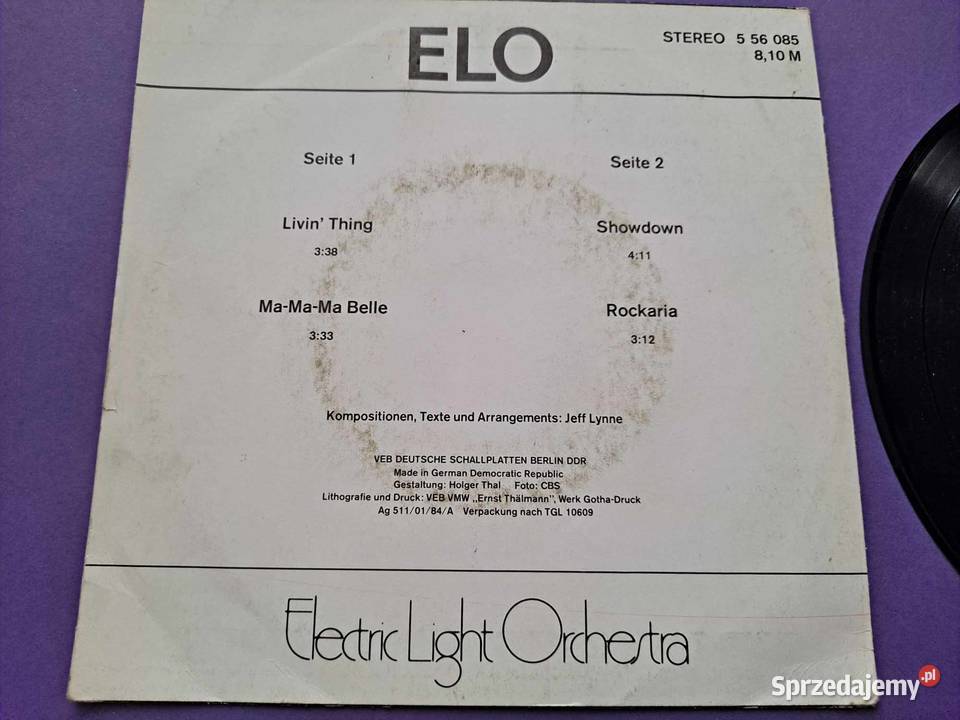 ELO
STEREO 5 56 085
8,10 M
Seite 1
Livin' Thing
3:38
Ma-Ma-Ma Belle
3:33
Seite 2
Showdown
4:11
Rockaria
3:12
Kompositionen, Texte und Arrangements: Jeff Lynne
VEB DEUTSCHE SCHALLPLATTEN BERLIN DDR
Made in German Democratic Republic
Gestaltung: Holger Thal Foto: CBS
Lithografie und Druck: VEB VMW „Ernst Thälmann", Werk Gotha-Druck
Ag 511/01/84/A Verpackung nach TGL 10609
Electric Light Orchestra
Sprzedajemy.pl